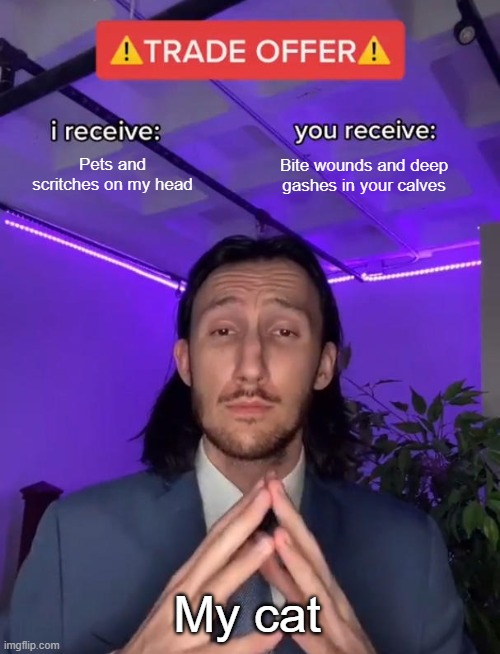 ⚠️TRADE OFFER⚠️
i receive:
Pets and
scritches on my head
you receive:
Bite wounds and deep
gashes in your calves
My cat
imgflip.com